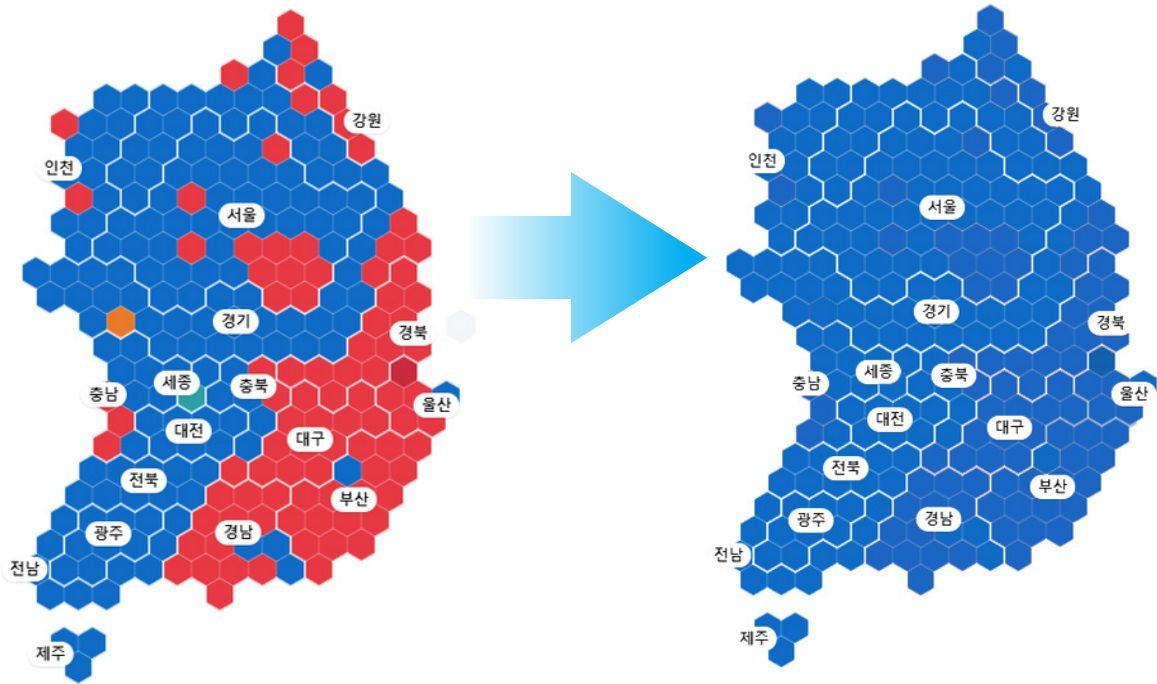 강원
인천
서울
경기
경북
세종
충북
충남
울산
대전
대구
전북
부산
광주
경남
전남
제주
강원
인천
서울
경기
경북
세종
충북
충남
울산
대전
대구
전북
부산
광주
경남
전남
제주